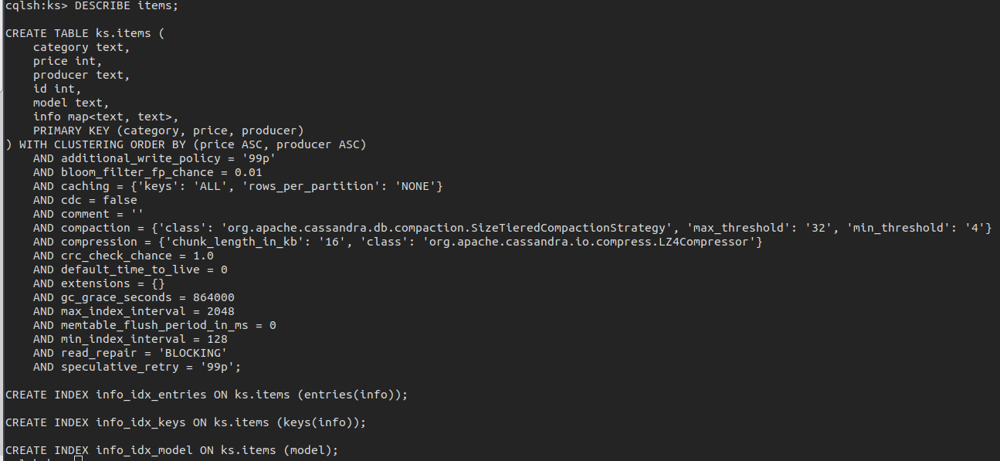 cqlsh:ks> DESCRIBE items;
CREATE TABLE ks.items (
    category text,
    price int,
    producer text,
    id int,
    model text,
    info map<text, text>,
    PRIMARY KEY (category, price, producer)
) WITH CLUSTERING ORDER BY (price ASC, producer ASC)
    AND additional_write_policy = '99p'
    AND bloom_filter_fp_chance = 0.01
    AND caching = {'keys': 'ALL', 'rows_per_partition': 'NONE'}
    AND cdc = false
    AND comment = ''
    AND compaction = {'class': 'org.apache.cassandra.db.compaction.SizeTieredCompactionStrategy', 'max_threshold': '32', 'min_threshold': '4'}
    AND compression = {'chunk_length_in_kb': '16', 'class': 'org.apache.cassandra.io.compress.LZ4Compressor'}
    AND crc_check_chance = 1.0
    AND default_time_to_live = 0
    AND extensions = {}
    AND gc_grace_seconds = 864000
    AND max_index_interval = 2048
    AND memtable_flush_period_in_ms = 0
    AND min_index_interval = 128
    AND read_repair = 'BLOCKING'
    AND speculative_retry = '99p';
CREATE INDEX info_idx_entries ON ks.items (entries(info));
CREATE INDEX info_idx_keys ON ks.items (keys(info));
CREATE INDEX info_idx_model ON ks.items (model);